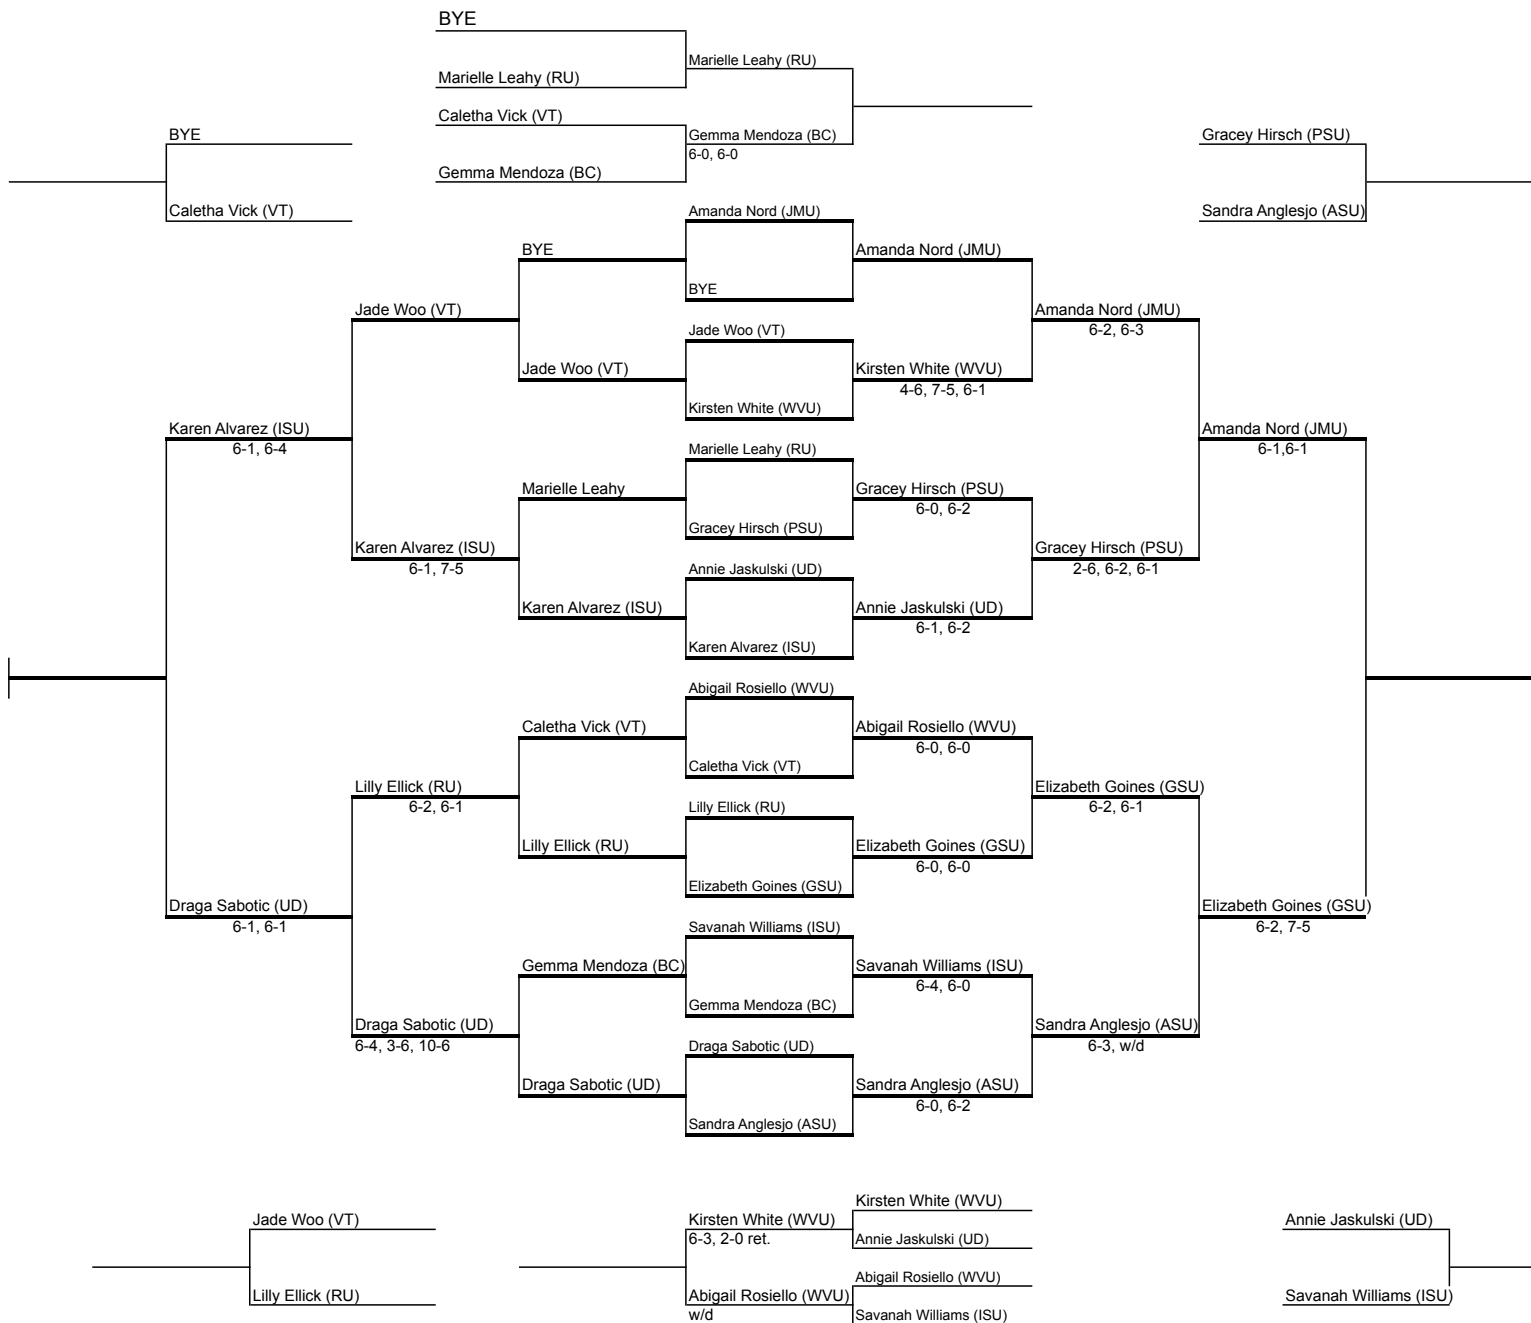 BYE
Marielle Leahy (RU)
Marielle Leahy (RU)
Caletha Vick (VT)
BYE
Gemma Mendoza (BC)
Gracey Hirsch (PSU)
6-0, 6-0
Gemma Mendoza (BC)
Caletha Vick (VT)
Amanda Nord (JMU)
Sandra Anglesjo (ASU)
BYE
Amanda Nord (JMU)
BYE
Jade Woo (VT)
Amanda Nord (JMU)
6-2, 6-3
Jade Woo (VT)
Jade Woo (VT)
Kirsten White (WVU)
4-6, 7-5, 6-1
Kirsten White (WVU)
Karen Alvarez (ISU)
Amanda Nord (JMU)
6-1, 6-4
6-1,6-1
Marielle Leahy (RU)
Marielle Leahy
Gracey Hirsch (PSU)
6-0, 6-2
Gracey Hirsch (PSU)
Karen Alvarez (ISU)
Gracey Hirsch (PSU)
6-1, 7-5
2-6, 6-2, 6-1
Annie Jaskulski (UD)
Karen Alvarez (ISU)
Annie Jaskulski (UD)
6-1, 6-2
Karen Alvarez (ISU)
Abigail Rosiello (WVU)
Caletha Vick (VT)
Abigail Rosiello (WVU)
6-0, 6-0
Caletha Vick (VT)
Lilly Ellick (RU)
Elizabeth Goines (GSU)
6-2, 6-1
6-2, 6-1
Lilly Ellick (RU)
Lilly Ellick (RU)
Elizabeth Goines (GSU)
6-0, 6-0
Elizabeth Goines (GSU)
Draga Sabotic (UD)
Elizabeth Goines (GSU)
6-1, 6-1
6-2, 7-5
Savanah Williams (ISU)
Gemma Mendoza (BC)
Savanah Williams (ISU)
6-4, 6-0
Gemma Mendoza (BC)
Draga Sabotic (UD)
Sandra Anglesjo (ASU)
6-4, 3-6, 10-6
6-3, w/d
Draga Sabotic (UD)
Draga Sabotic (UD)
Sandra Anglesjo (ASU)
6-0, 6-2
Sandra Anglesjo (ASU)
Kirsten White (WVU)
Jade Woo (VT)
Kirsten White (WVU)
Annie Jaskulski (UD)
6-3, 2-0 ret.
Annie Jaskulski (UD)
Abigail Rosiello (WVU)
Lilly Ellick (RU)
Abigail Rosiello (WVU)
Savanah Williams (ISU)
w/d
Savanah Williams (ISU)